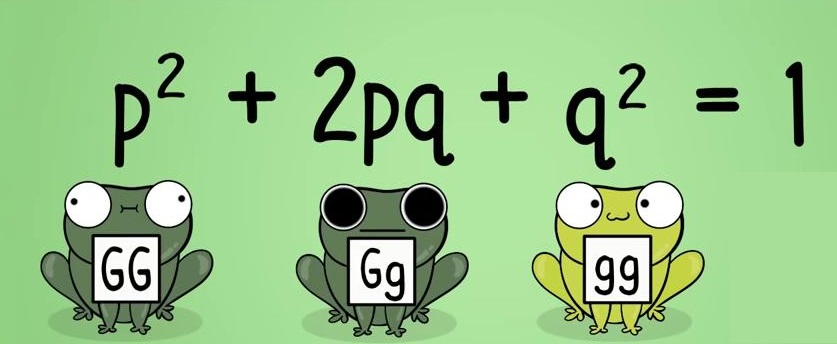 p² + 2pq + q² = 1
GG Gg gg